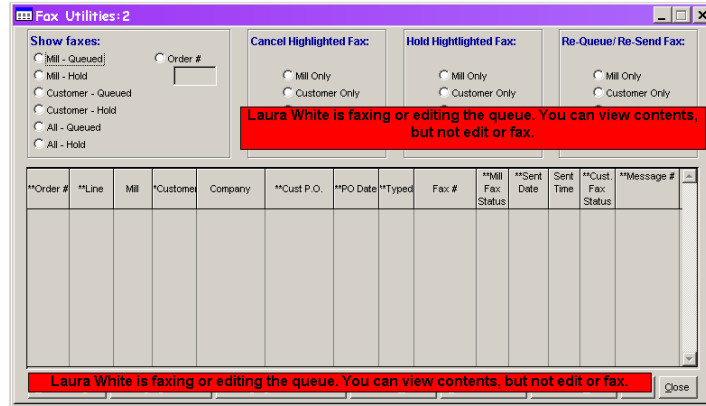 Fax Utilities:2
Show faxes:
Mill - Queued
Order #
Mill - Hold
Customer - Queued
Customer - Hold
All - Queued
All - Hold
Cancel Highlighted Fax:
Mill Only
Customer Only
Hold Hightlighted Fax:
Mill Only
Customer Only
Re-Queue/ Re-Send Fax:
Mill Only
Customer Only
Laura White is faxing or editing the queue. You can view contents,
but not edit or fax.
**Order #
**Line
Mill
*Customer
Company
**Cust P.O.
**PO Date
**Typed
Fax #
**Mill
Fax
Status
**Sent
Date
Sent
Time
**Cust.
Fax
Status
**Message #
Laura White is faxing or editing the queue. You can view contents, but not edit or fax.
Close